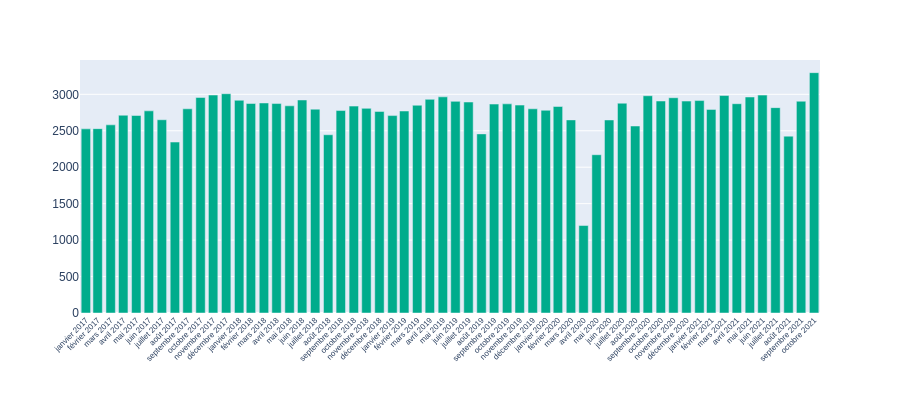 3000
2500
2000
1500
1000
500
0
janvier 2017
février 2017
mars 2017
avril 2017
mai 2017
juin 2017
juillet 2017
août 2017
septembre 2017
octobre 2017
novembre 2017
décembre 2017
janvier 2018
février 2018
mars 2018
avril 2018
mai 2018
juin 2018
juillet 2018
août 2018
septembre 2018
octobre 2018
novembre 2018
décembre 2018
janvier 2019
février 2019
mars 2019
avril 2019
mai 2019
juin 2019
juillet 2019
août 2019
septembre 2019
octobre 2019
novembre 2019
décembre 2019
janvier 2020
février 2020
mars 2020
avril 2020
mai 2020
juin 2020
juillet 2020
août 2020
septembre 2020
octobre 2020
novembre 2020
décembre 2020
janvier 2021
février 2021
mars 2021
avril 2021
mai 2021
juin 2021
juillet 2021
août 2021
septembre 2021
octobre 2021